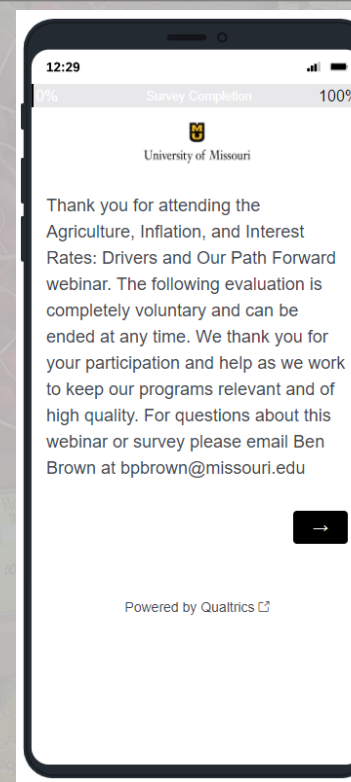 12:29
0% Survey Completion 100%
University of Missouri
Thank you for attending the
Agriculture, Inflation, and Interest
Rates: Drivers and Our Path Forward
webinar. The following evaluation is
completely voluntary and can be
ended at any time. We thank you for
your participation and help as we work
to keep our programs relevant and of
high quality. For questions about this
webinar or survey please email Ben
Brown at bpbrown@missouri.edu
→
Powered by Qualtrics